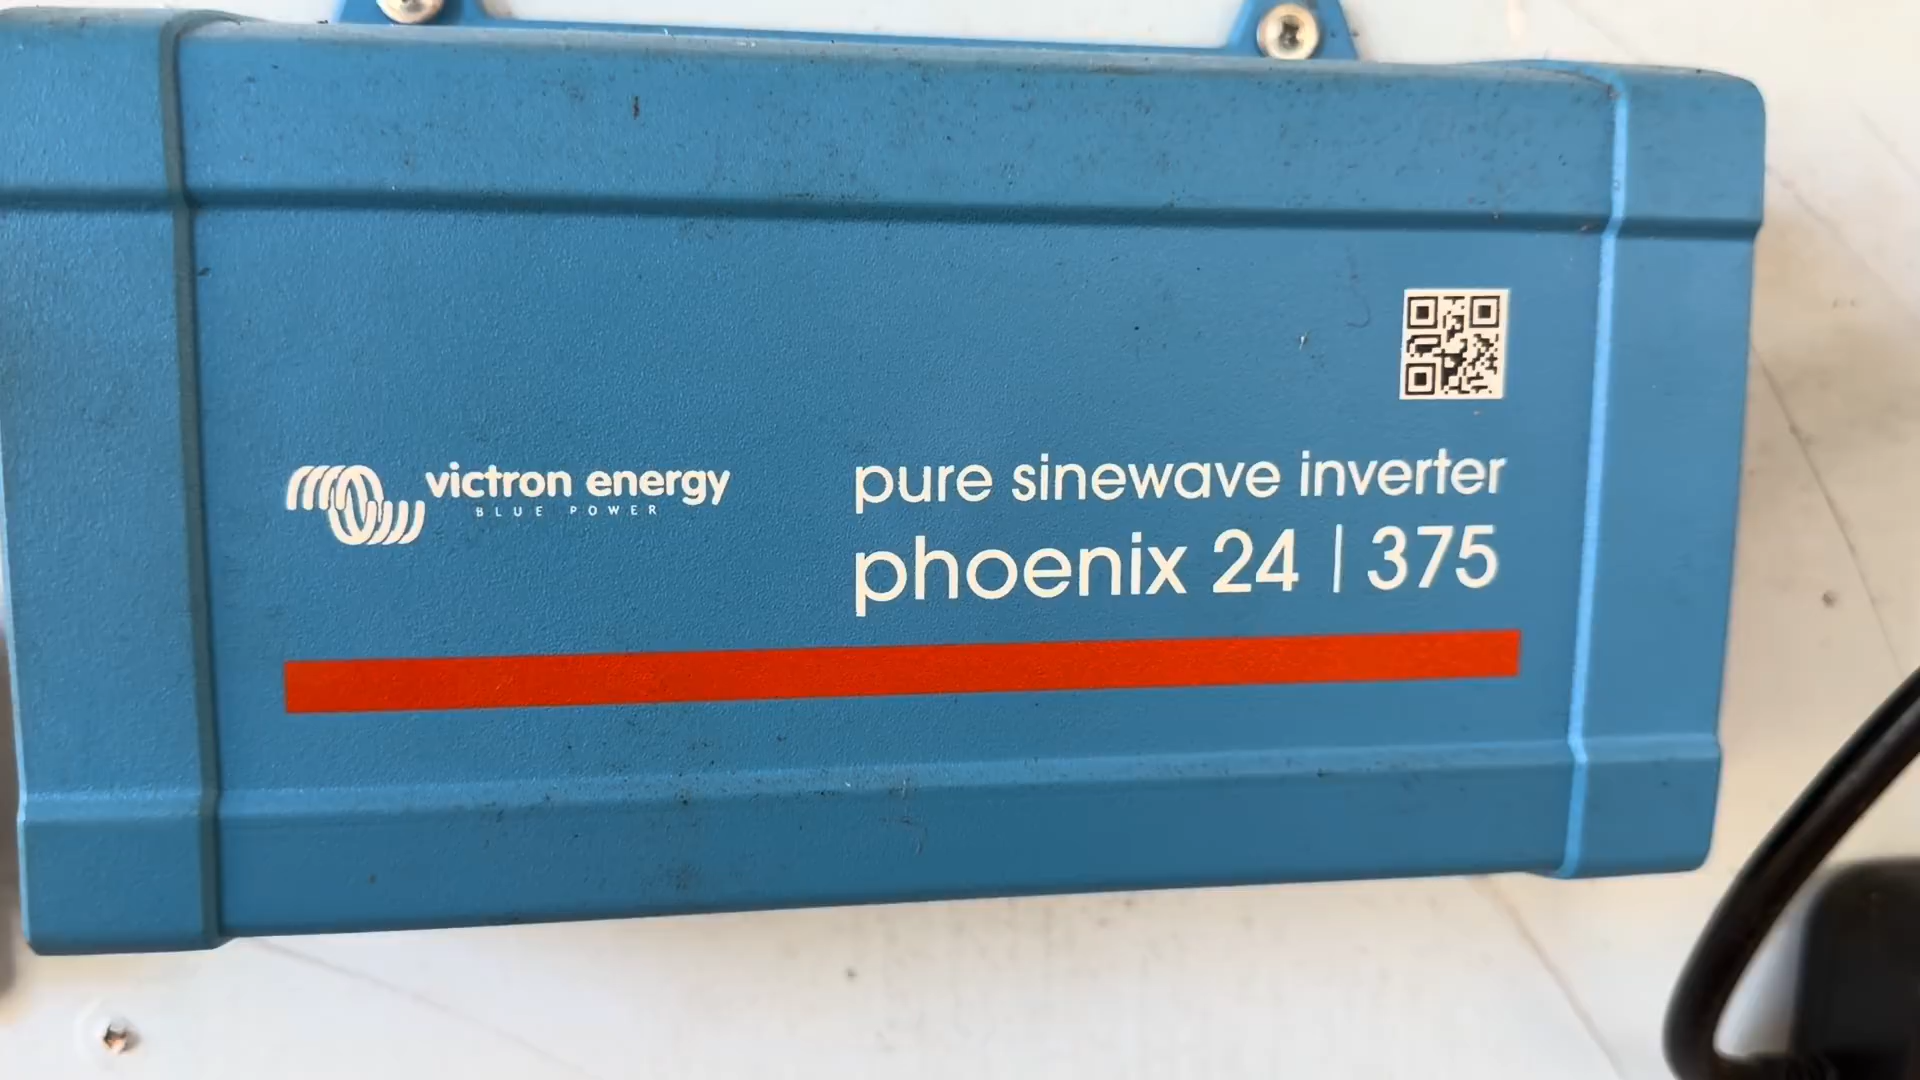 victron energy
BLUE POWER
pure sinewave inverter
phoenix 24 | 375